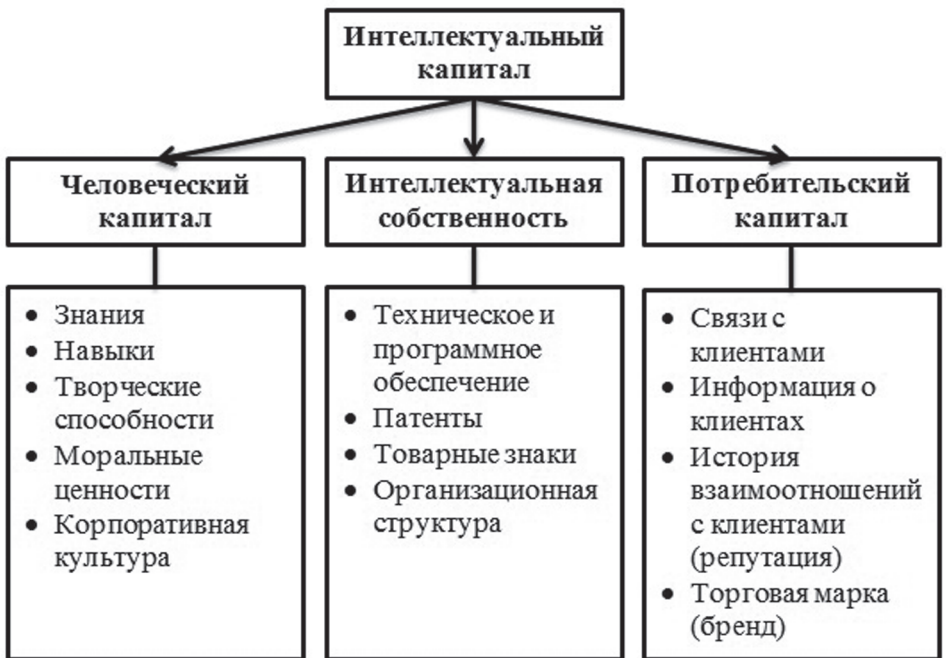 Интеллектуальный
капитал
Человеческий
капитал
Интеллектуальная
собственность
Потребительский
капитал
• Знания
• Навыки
• Творческие
способности
• Моральные
ценности
• Корпоративная
культура
• Техническое и
программное
обеспечение
• Патенты
• Товарные знаки
• Организационная
структура
• Связи с
клиентами
• Информация о
клиентах
• История
взаимоотношений
с клиентами
(репутация)
• Торговая марка
(бренд)